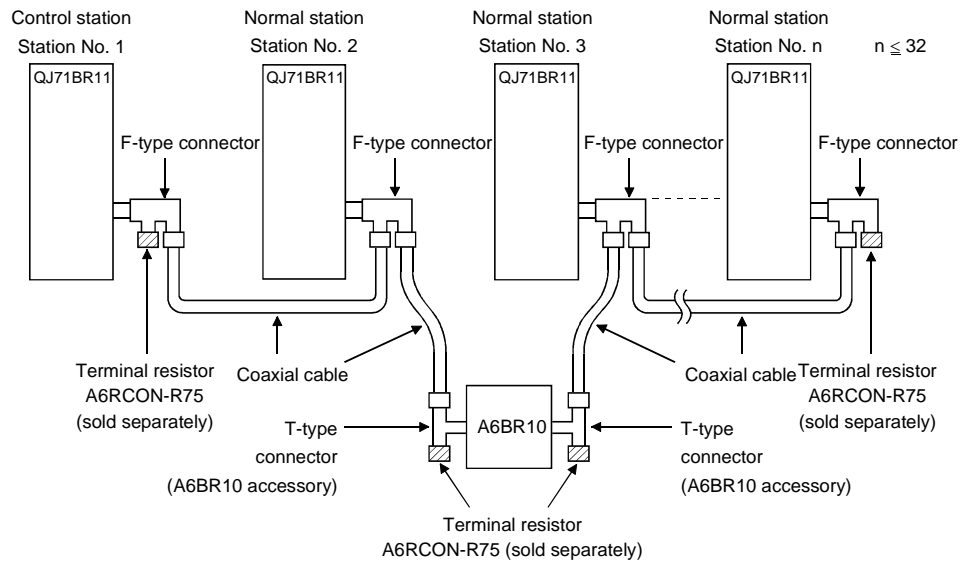 Control station
Station No. 1
Normal station
Station No. 2
Normal station
Station No. 3
Normal station
Station No. n
n ≦ 32
QJ71BR11
QJ71BR11
QJ71BR11
QJ71BR11
F-type connector
F-type connector
F-type connector
F-type connector
Terminal resistor
A6RCON-R75
(sold separately)
Coaxial cable
Coaxial cable
Terminal resistor
A6RCON-R75
(sold separately)
T-type
connector
(A6BR10 accessory)
A6BR10
T-type
connector
(A6BR10 accessory)
Terminal resistor
A6RCON-R75 (sold separately)